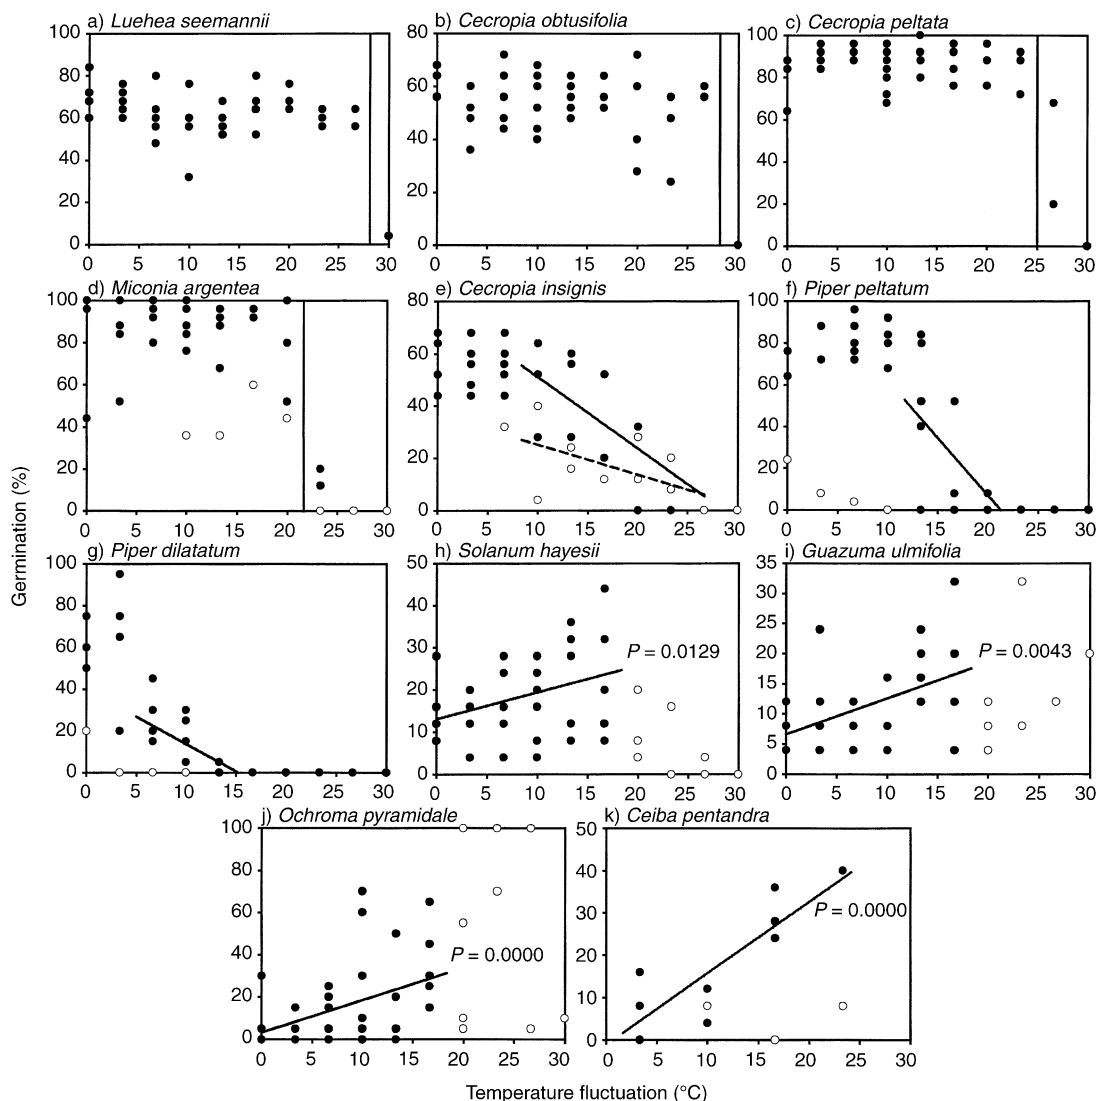 a) Luehea seemannii
b) Cecropia obtusifolia
c) Cecropia peltata
100
80
60
40
20
0
0 5 10 15 20 25 30
80
60
40
20
0
0 5 10 15 20 25 30
100
80
60
40
20
0
0 5 10 15 20 25 30
d) Miconia argentea
e) Cecropia insignis
f) Piper peltatum
100
80
60
40
20
0
0 5 10 15 20 25 30
80
60
40
20
0
0 5 10 15 20 25 30
100
80
60
40
20
0
0 5 10 15 20 25 30
Germination (%)
g) Piper dilatatum
h) Solanum hayesii
i) Guazuma ulmifolia
100
80
60
40
20
0
0 5 10 15 20 25 30
50
40
30
20
10
0
P = 0.0129
0 5 10 15 20 25 30
35
30
25
20
15
10
5
0
P = 0.0043
0 5 10 15 20 25 30
j) Ochroma pyramidale
k) Ceiba pentandra
100
80
60
40
20
0
P = 0.0000
0 5 10 15 20 25 30
50
40
30
20
10
0
P = 0.0000
0 5 10 15 20 25 30
Temperature fluctuation (°C)